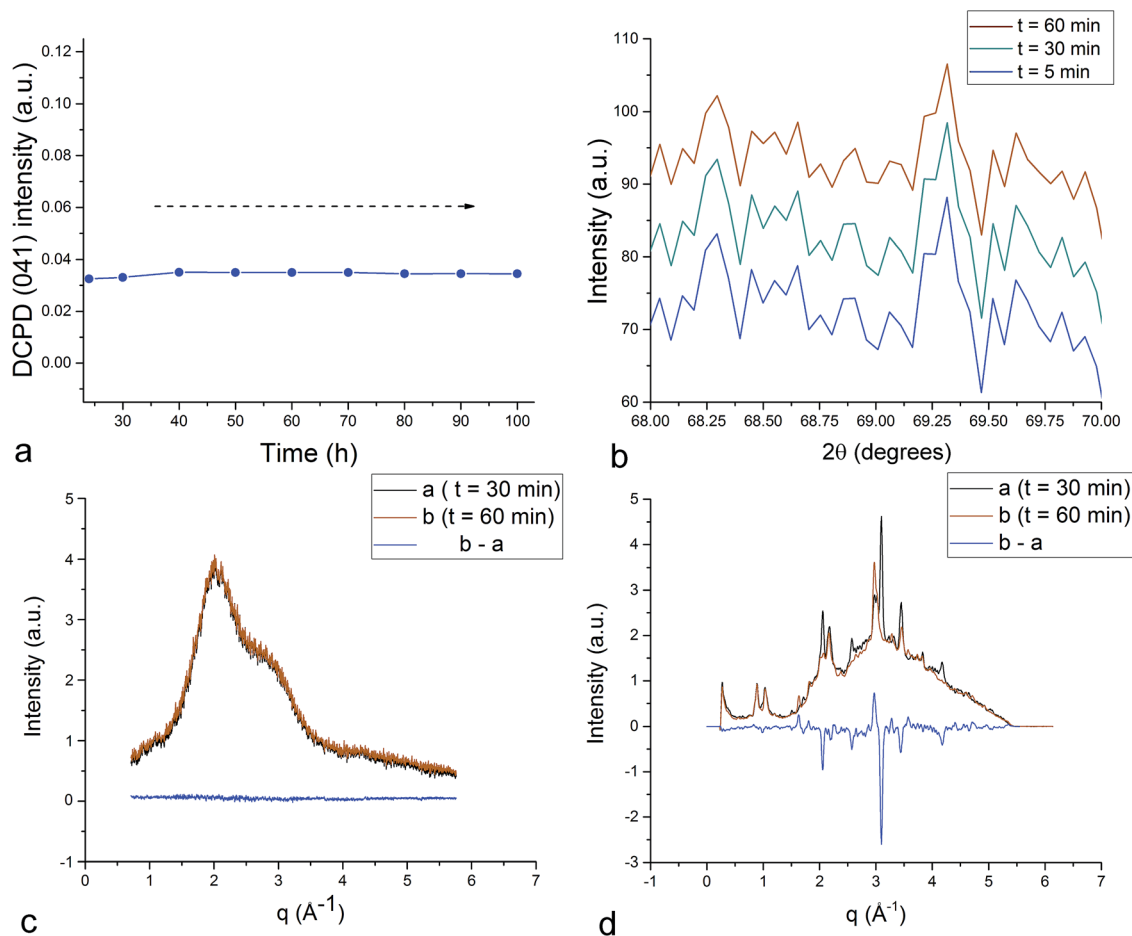 DCPD (041) intensity (a.u.)
0.12
0.10
0.08
0.06
0.04
0.02
0.00
30 40 50 60 70 80 90 100
Time (h)
a
t = 60 min
t = 30 min
t = 5 min
Intensity (a.u.)
110
100
90
80
70
60
68.00 68.25 68.50 68.75 69.00 69.25 69.50 69.75 70.00
2θ (degrees)
b
a ( t = 30 min)
b (t = 60 min)
b - a
Intensity (a.u.)
5
4
3
2
1
0
-1
0 1 2 3 4 5 6 7
q (Å-1)
c
a (t = 30 min)
b (t = 60 min)
b - a
Intensity (a.u.)
5
4
3
2
1
0
-1
-2
-3
-1 0 1 2 3 4 5 6 7
q (Å-1)
d